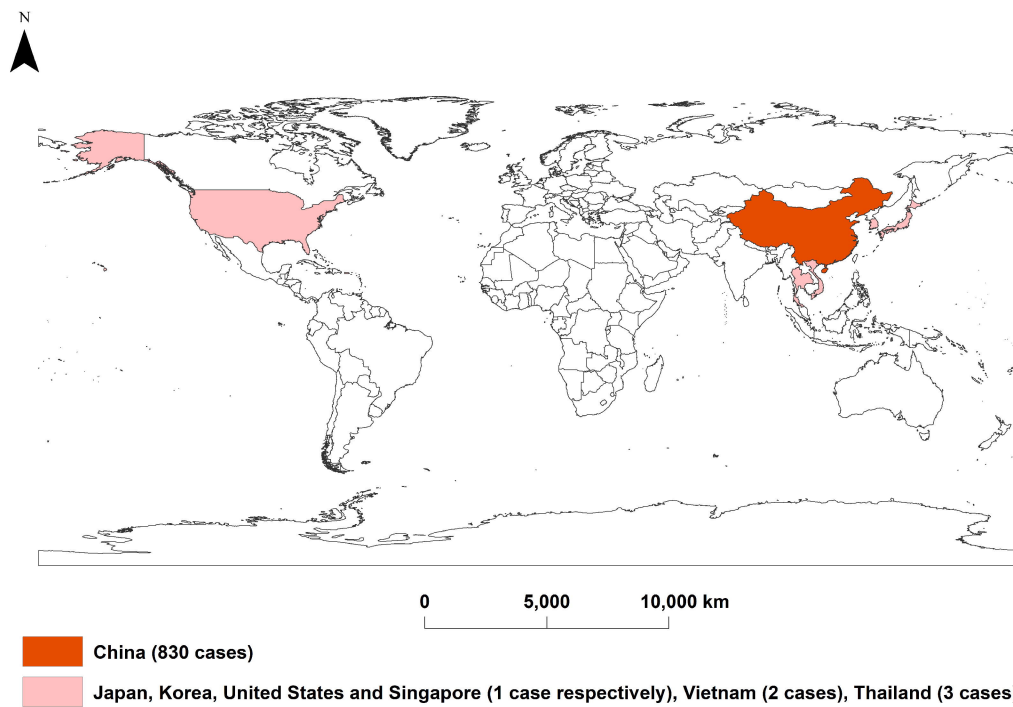 N
0 5,000 10,000 km
China (830 cases)
Japan, Korea, United States and Singapore (1 case respectively), Vietnam (2 cases), Thailand (3 cases